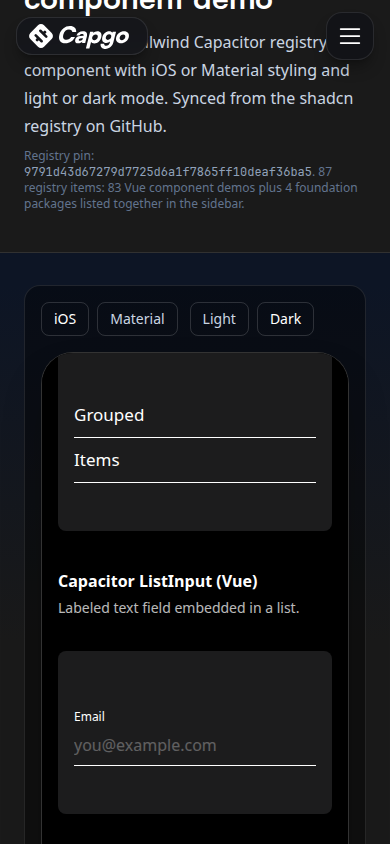 component demo
Capgo
lwind Capacitor registry
component with iOS or Material styling and
light or dark mode. Synced from the shadcn
registry on GitHub.
Registry pin:
9791d43d67279d7725d6a1f7865ff10deaf36ba5. 87
registry items: 83 Vue component demos plus 4 foundation
packages listed together in the sidebar.
iOS
Material
Light
Dark
Grouped
Items
Capacitor ListInput (Vue)
Labeled text field embedded in a list.
Email
you@example.com